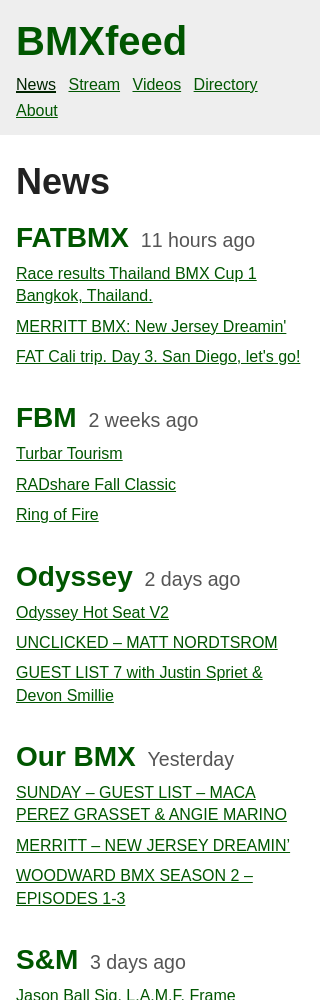 BMXfeed
News Stream Videos Directory
About
News
FATBMX 11 hours ago
Race results Thailand BMX Cup 1
Bangkok, Thailand.
MERRITT BMX: New Jersey Dreamin'
FAT Cali trip. Day 3. San Diego, let's go!
FBM 2 weeks ago
Turbar Tourism
RADshare Fall Classic
Ring of Fire
Odyssey 2 days ago
Odyssey Hot Seat V2
UNCLICKED – MATT NORDTSROM
GUEST LIST 7 with Justin Spriet &
Devon Smillie
Our BMX Yesterday
SUNDAY – GUEST LIST – MACA
PEREZ GRASSET & ANGIE MARINO
MERRITT – NEW JERSEY DREAMIN’
WOODWARD BMX SEASON 2 –
EPISODES 1-3
S&M 3 days ago
Jason Ball Sig. L.A.M.F. Frame